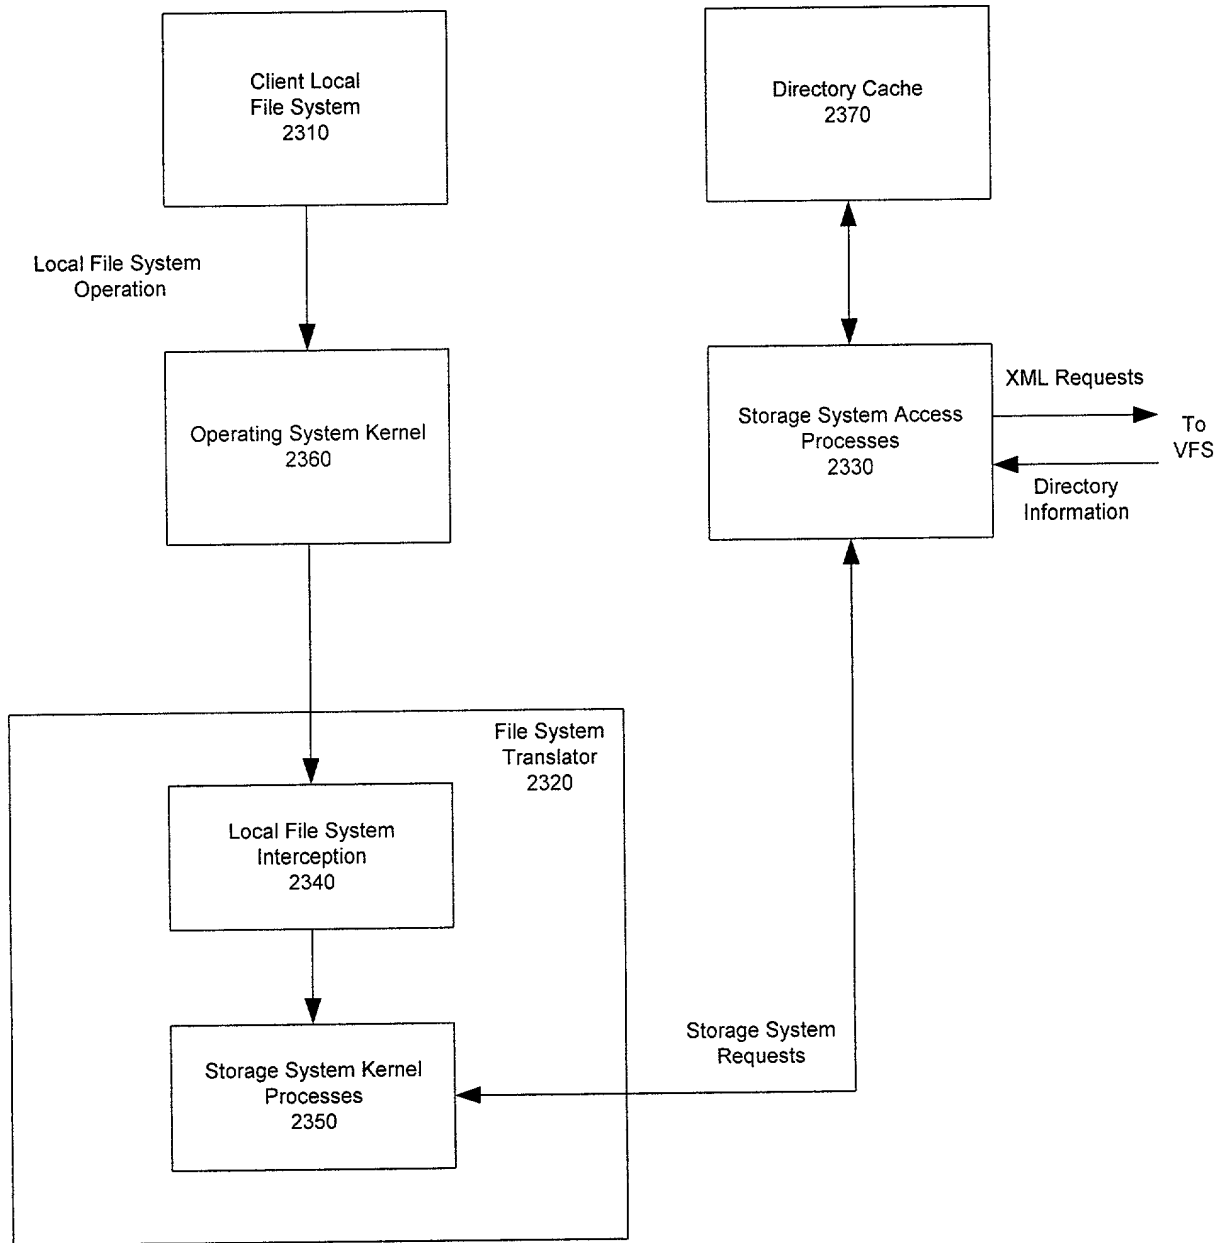 Client Local
File System
2310
Directory Cache
2370
Local File System
Operation
Operating System Kernel
2360
Storage System Access
Processes
2330
XML Requests
To
VFS
Directory
Information
File System
Translator
2320
Local File System
Interception
2340
Storage System Kernel
Processes
2350
Storage System
Requests